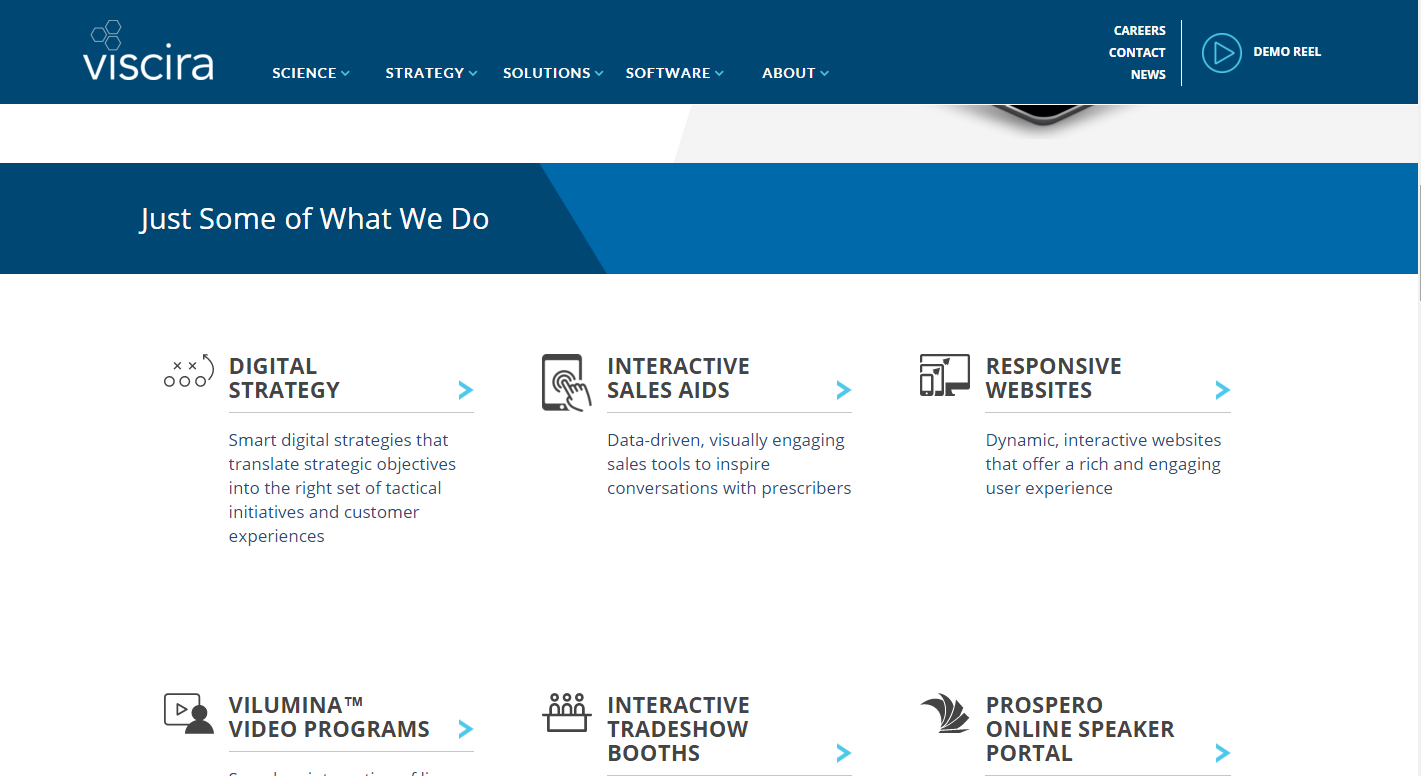 viscira
SCIENCE
STRATEGY
SOLUTIONS
SOFTWARE
ABOUT
CAREERS
CONTACT
NEWS
DEMO REEL
Just Some of What We Do
DIGITAL
STRATEGY
Smart digital strategies that
translate strategic objectives
into the right set of tactical
initiatives and customer
experiences
INTERACTIVE
SALES AIDS
Data-driven, visually engaging
sales tools to inspire
conversations with prescribers
RESPONSIVE
WEBSITES
Dynamic, interactive websites
that offer a rich and engaging
user experience
VILUMINA™
VIDEO PROGRAMS
INTERACTIVE
TRADESHOW
BOOTHS
PROSPERO
ONLINE SPEAKER
PORTAL